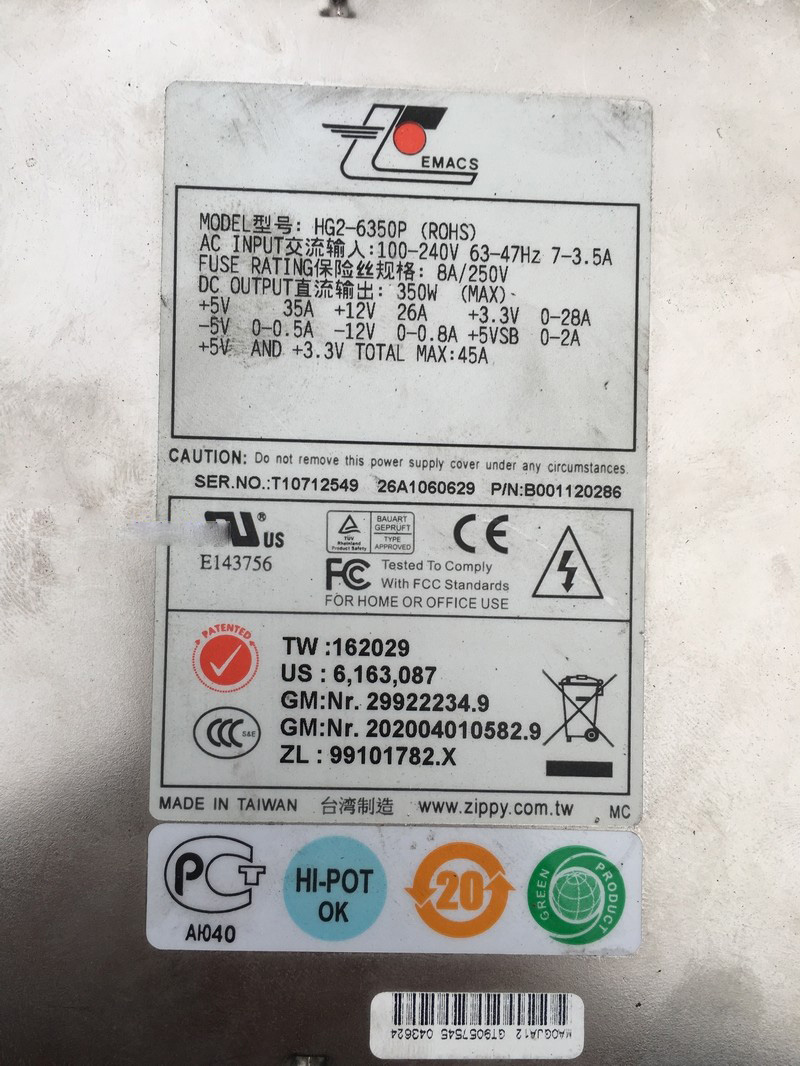 EMACS
MODEL型号: HG2-6350P (ROHS)
AC INPUT交流输入:100-240V 63-47Hz 7-3.5A
FUSE RATING保险丝规格: 8A/250V
DC OUTPUT直流输出: 350W (MAX)
+5V 35A +12V 26A +3.3V 0-28A
-5V 0-0.5A -12V 0-0.8A +5VSB 0-2A
+5V AND +3.3V TOTAL MAX:45A
CAUTION: Do not remove this power supply cover under any circumstances.
SER.NO.:T10712549 26A1060629 P/N:B001120286
US
E143756
TÜV
Rheinland
Product Safety
BAUART
GEPRÜFT
TYPE
APPROVED
CE
FC Tested To Comply
With FCC Standards
FOR HOME OR OFFICE USE
PATENTED
TW :162029
US : 6,163,087
GM:Nr. 29922234.9
GM:Nr. 202004010582.9
ZL : 99101782.X
CCC S&E
MADE IN TAIWAN 台湾制造 www.zippy.com.tw MC
PCT
АЮ40
HI-POT
OK
20
GREEN PRODUCT
MAOGJA12 GT9057545 043624